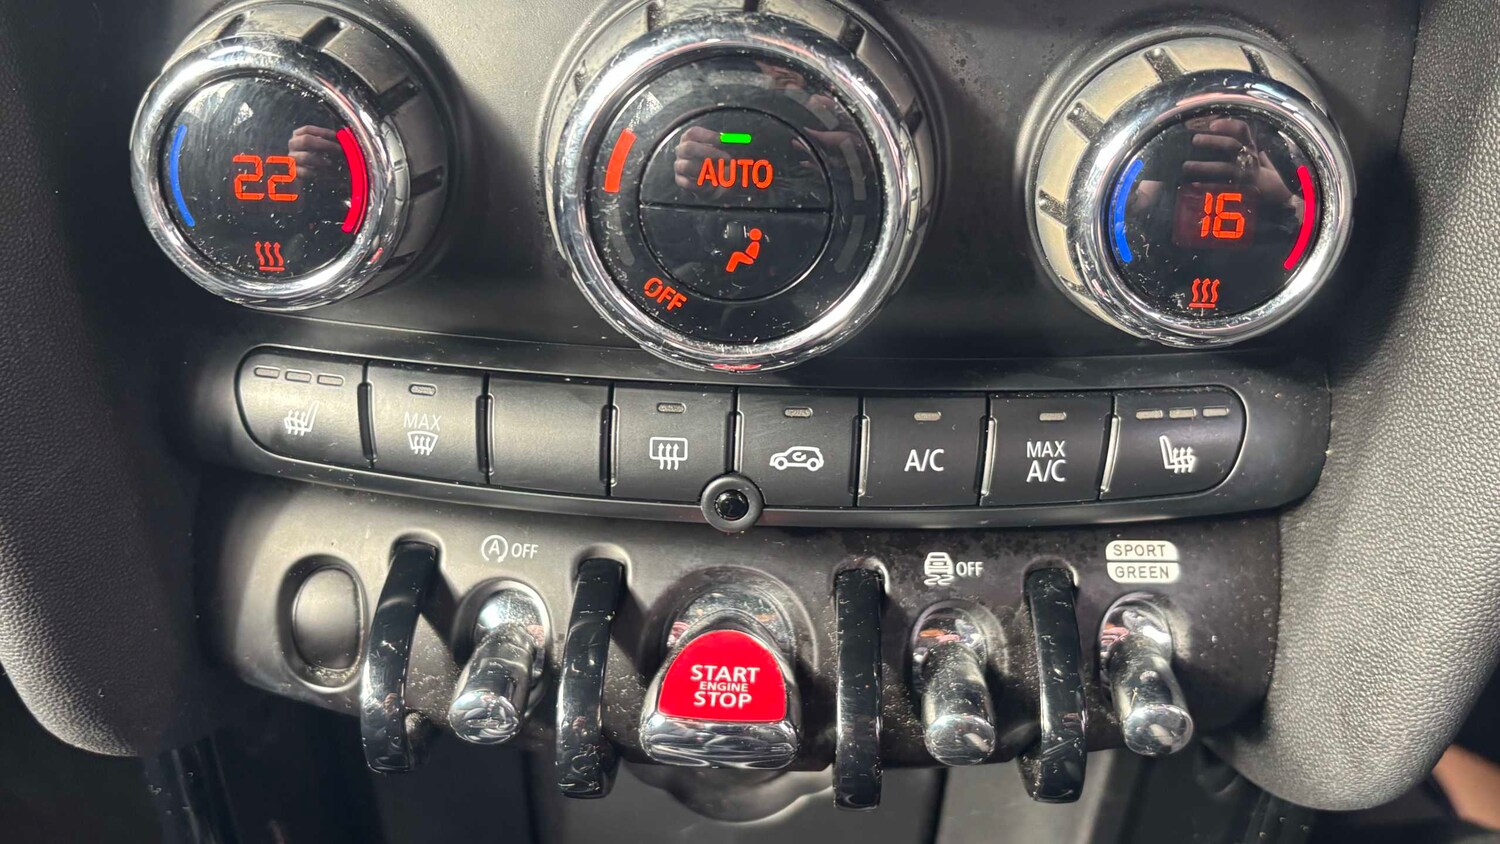 22
AUTO
OFF
16
MAX
A/C
MAX
A/C
A OFF
OFF
SPORT
GREEN
START
ENGINE
STOP